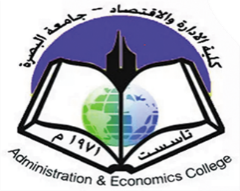 كلية الادارة والاقتصاد - جامعة البصرة
تأسست
١٩٧١ م
Administration & Economics College